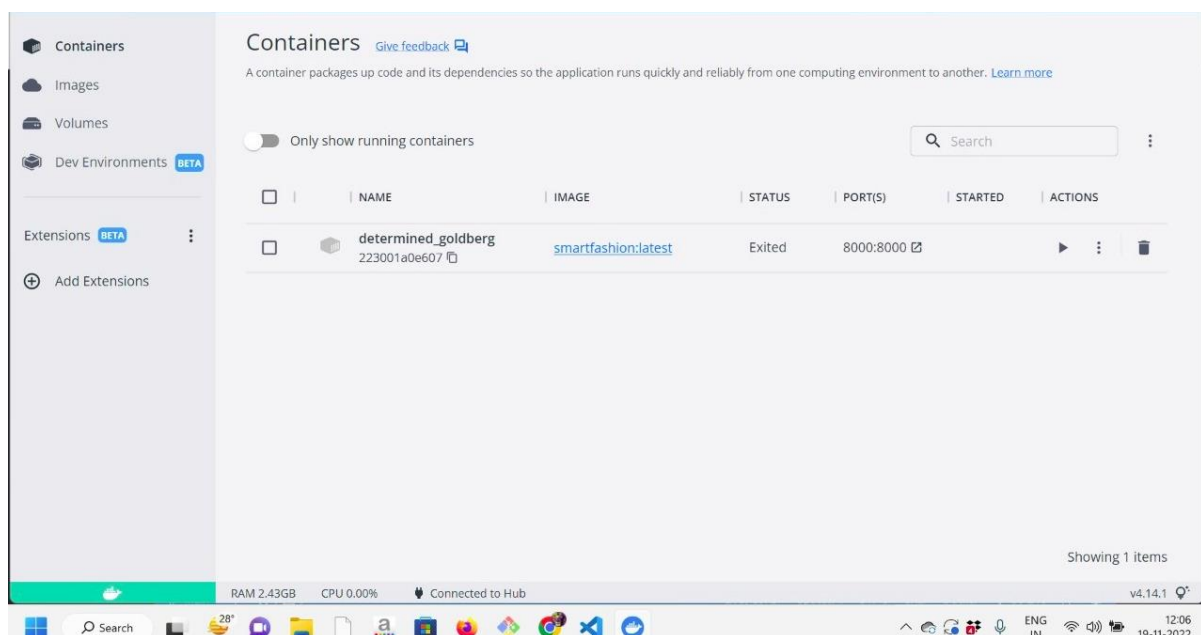 Containers
Images
Volumes
Dev Environments BETA
Extensions BETA
Add Extensions
Containers Give feedback
A container packages up code and its dependencies so the application runs quickly and reliably from one computing environment to another. Learn more
Only show running containers
Search
NAME IMAGE STATUS PORT(S) STARTED ACTIONS
determined_goldberg smartfashion:latest Exited 8000:8000
223001a0e607
Showing 1 items
RAM 2.43GB CPU 0.00% Connected to Hub v4.14.1
Search 28° a ENG 12:06
IN 19-11-2022